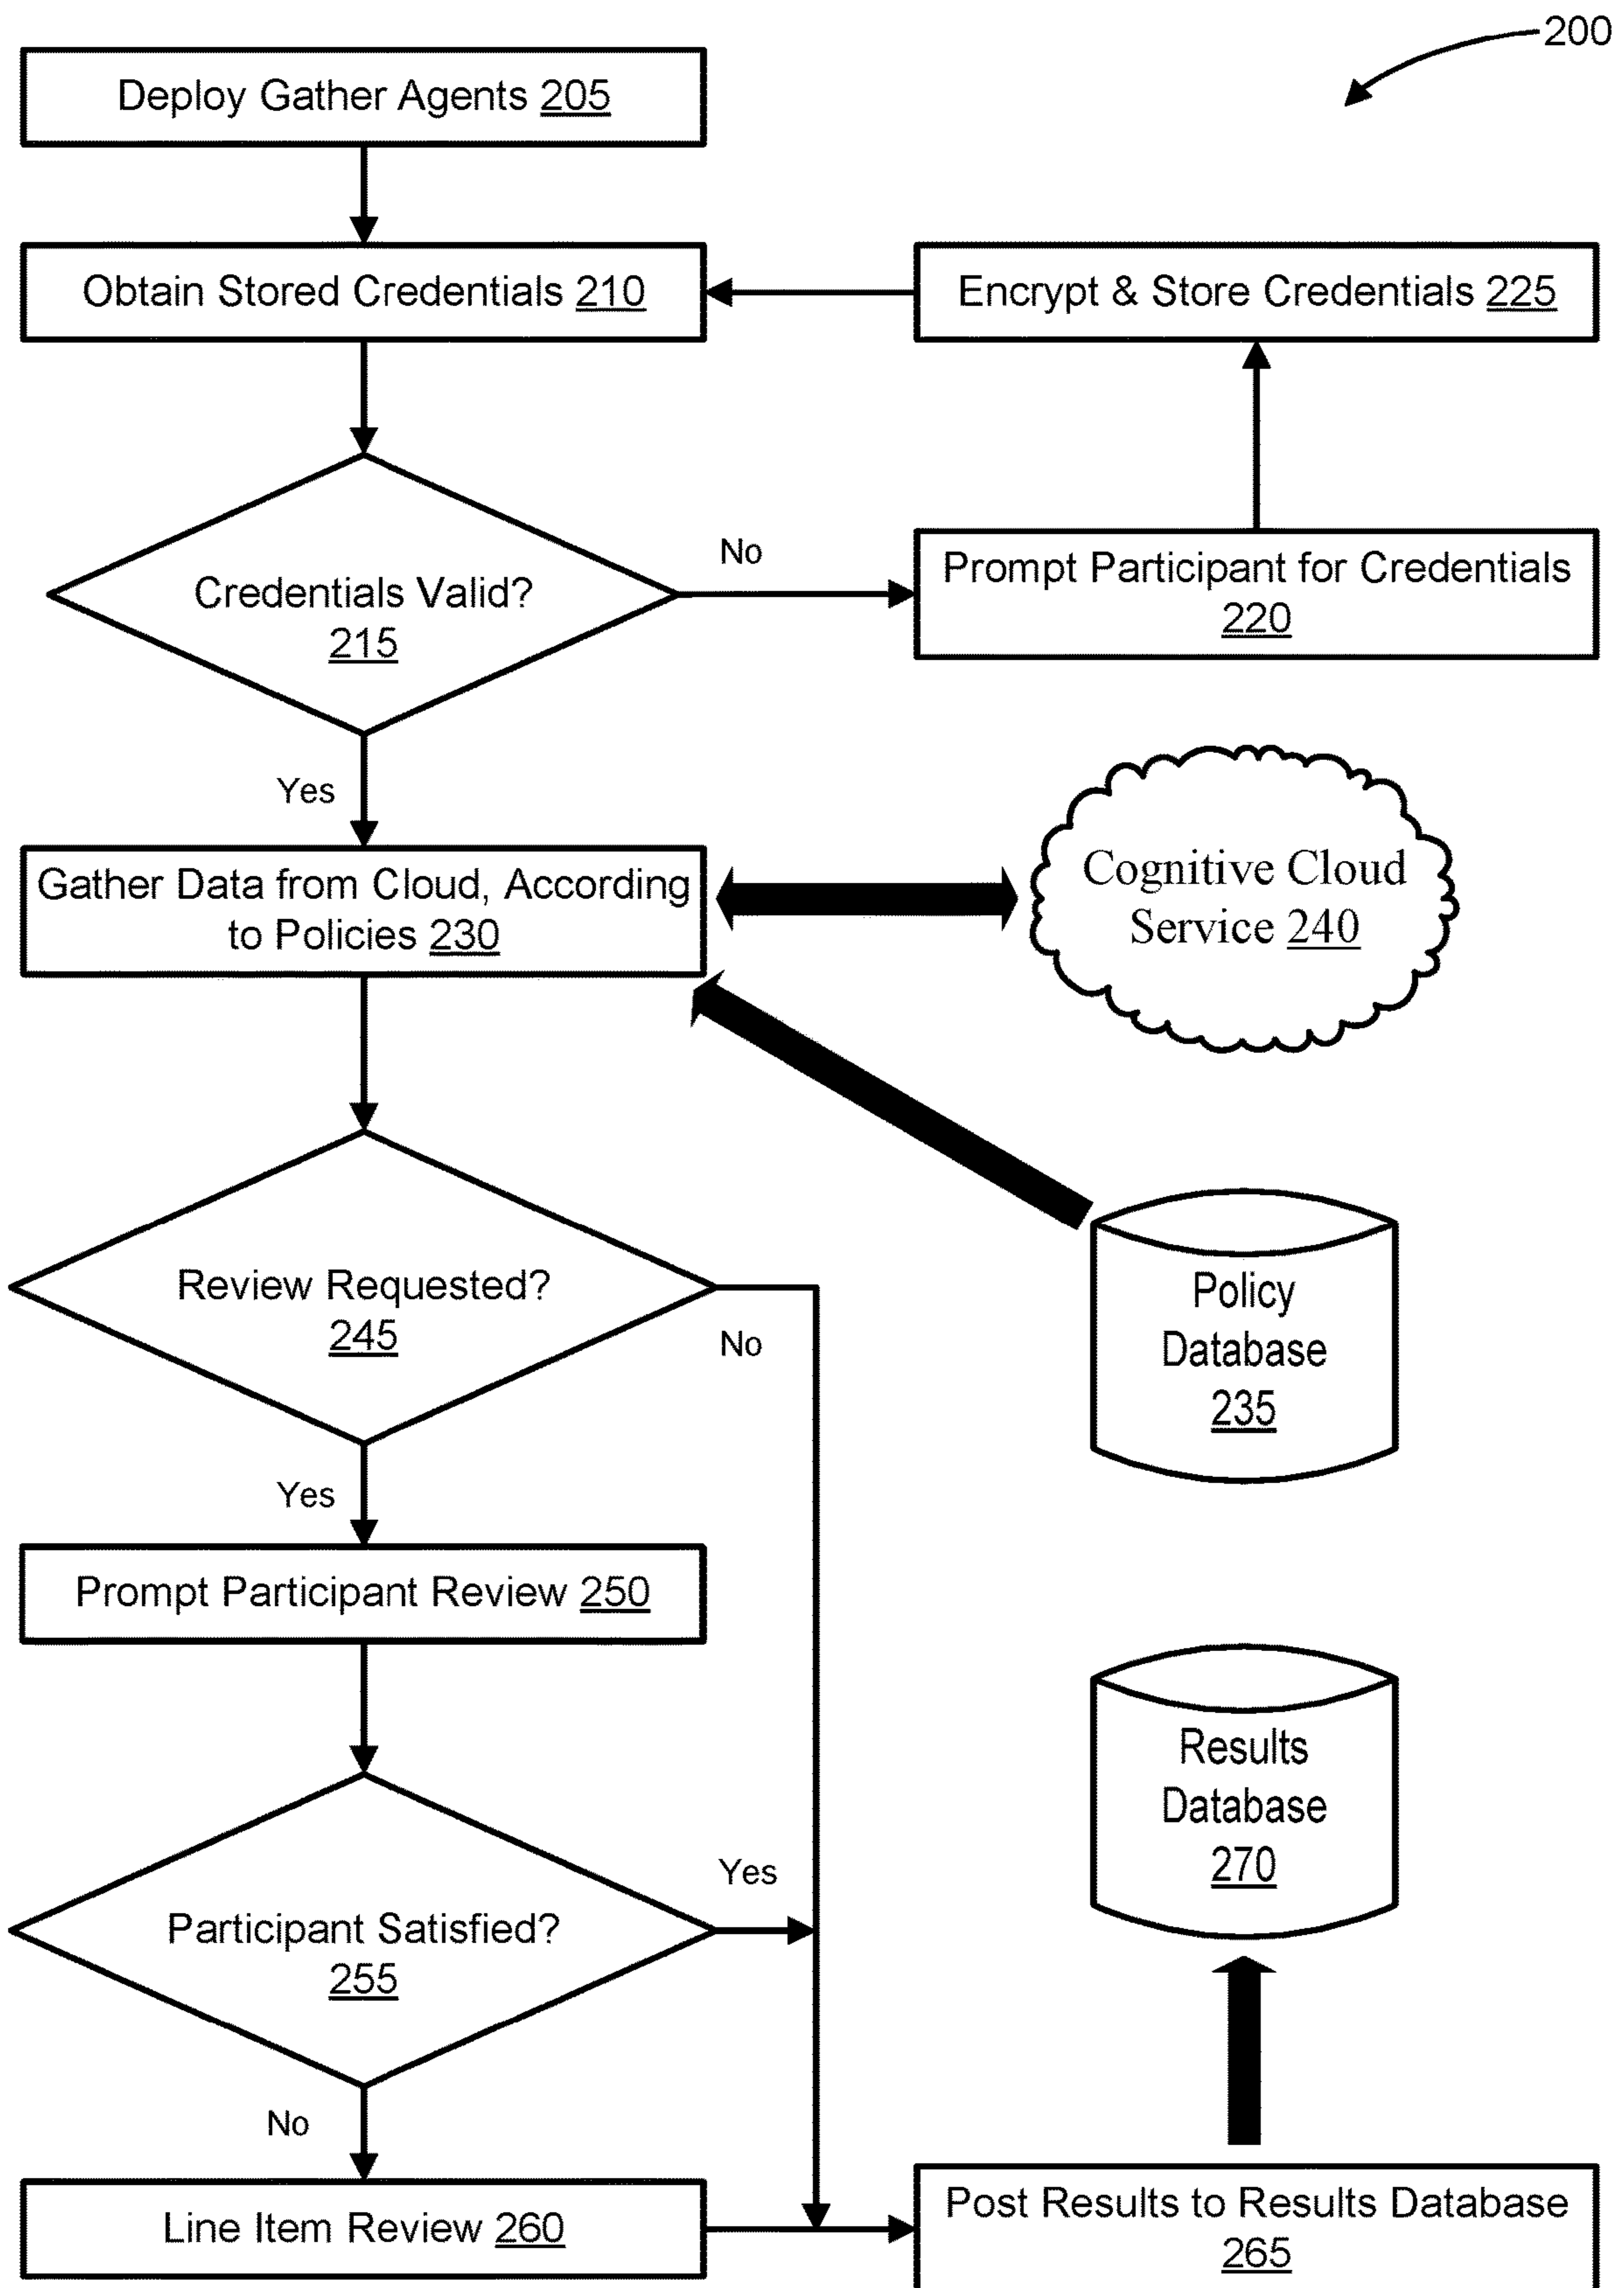 200
Deploy Gather Agents 205
Obtain Stored Credentials 210
Encrypt & Store Credentials 225
Credentials Valid?
215
No
Prompt Participant for Credentials
220
Yes
Gather Data from Cloud, According
to Policies 230
Cognitive Cloud
Service 240
Review Requested?
245
No
Policy
Database
235
Yes
Prompt Participant Review 250
Results
Database
270
Participant Satisfied?
255
Yes
No
Line Item Review 260
Post Results to Results Database
265